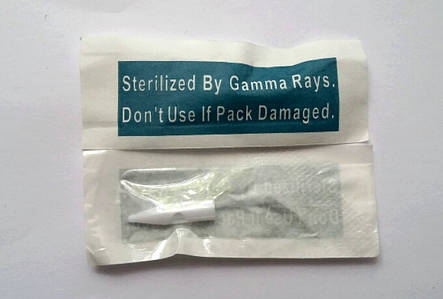 Sterilized By Gamma Rays.
Don't Use If Pack Damaged.